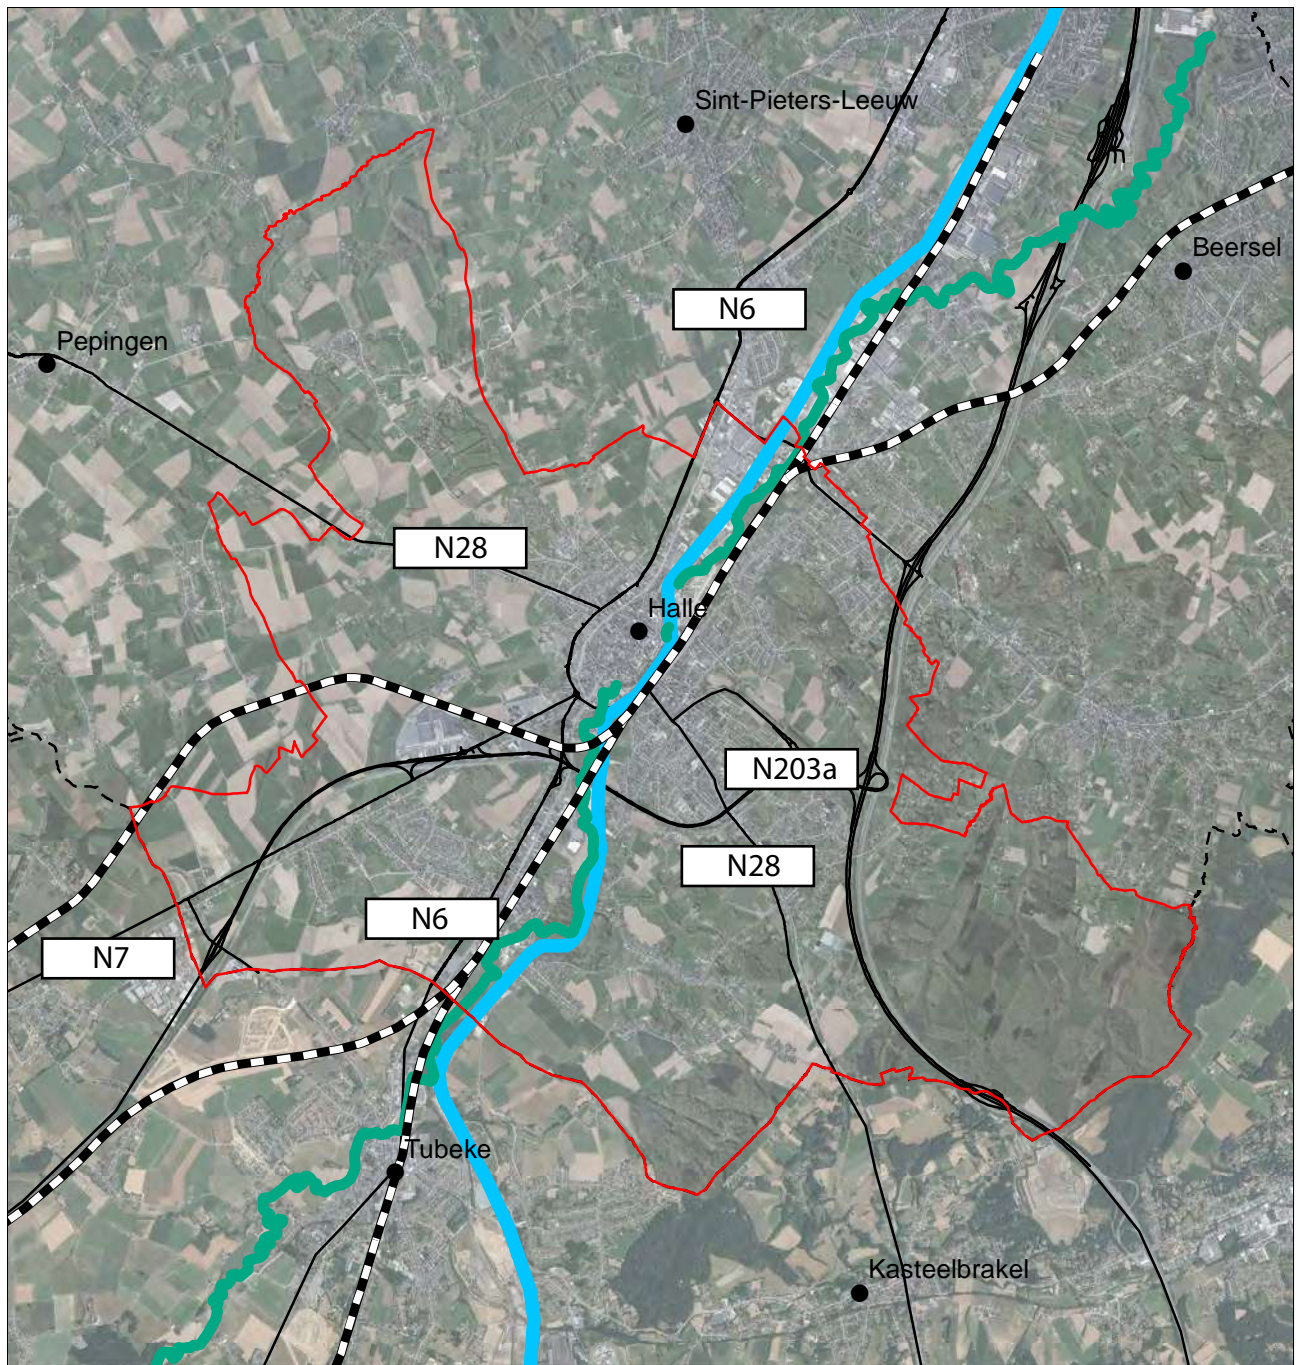 Sint-Pieters-Leeuw
Beersel
N6
Pepingen
N28
Halle
N203a
N28
N6
N7
Tubeke
Kasteelbrakel